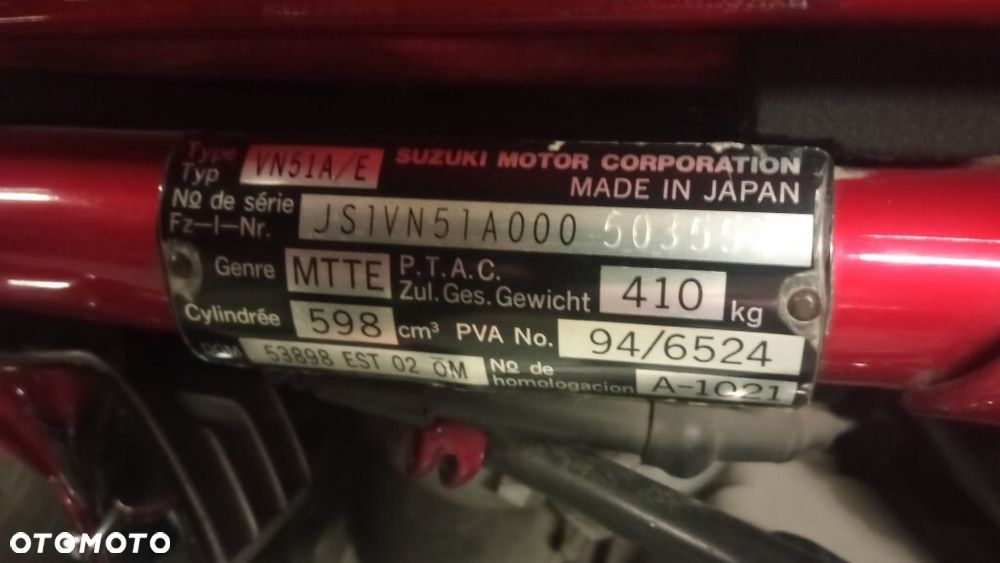 Type
Typ VN51A/E SUZUKI MOTOR CORPORATION
MADE IN JAPAN
Nº de série
Fz-I-Nr. JS1VN51A000
Genre MTTE P.T.A.C.
Zul.Ges.Gewicht 410 kg
Cylindrée 598 cm³ PVA No. 94/6524
53898 EST 02 OM Nº de
homologacion A-1021
OTOMOTO